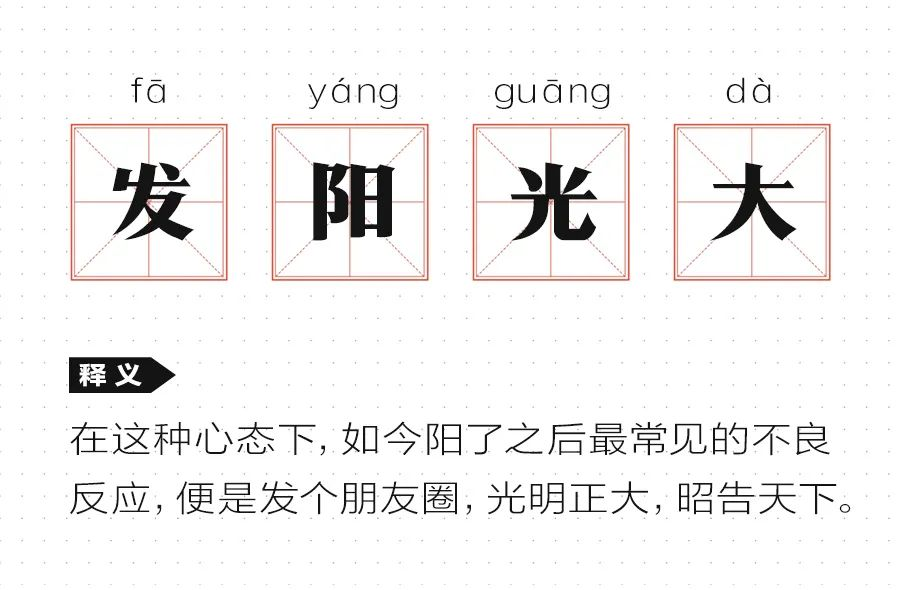 fā yáng guāng dà
发 阳 光 大
释义
在这种心态下，如今阳了之后最常见的不良
反应，便是发个朋友圈，光明正大，昭告天下。